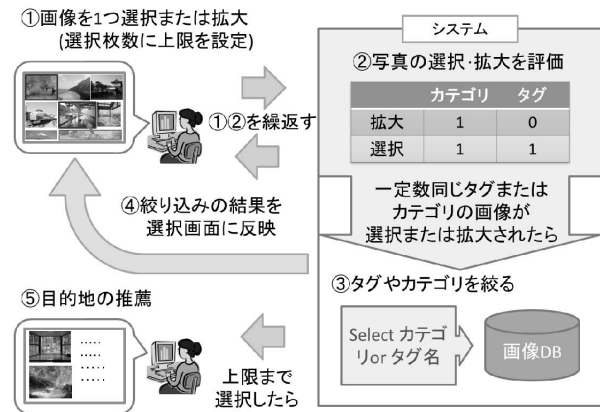 ①画像を1つ選択または拡大
(選択枚数に上限を設定)
①②を繰返す
システム
②写真の選択・拡大を評価
カテゴリ タグ
拡大 1 0
選択 1 1
一定数同じタグまたは
カテゴリの画像が
選択または拡大されたら
③タグやカテゴリを絞る
Select カテゴ
リor タグ名
画像DB
④絞り込みの結果を
選択画面に反映
⑤目的地の推薦
上限まで
選択したら